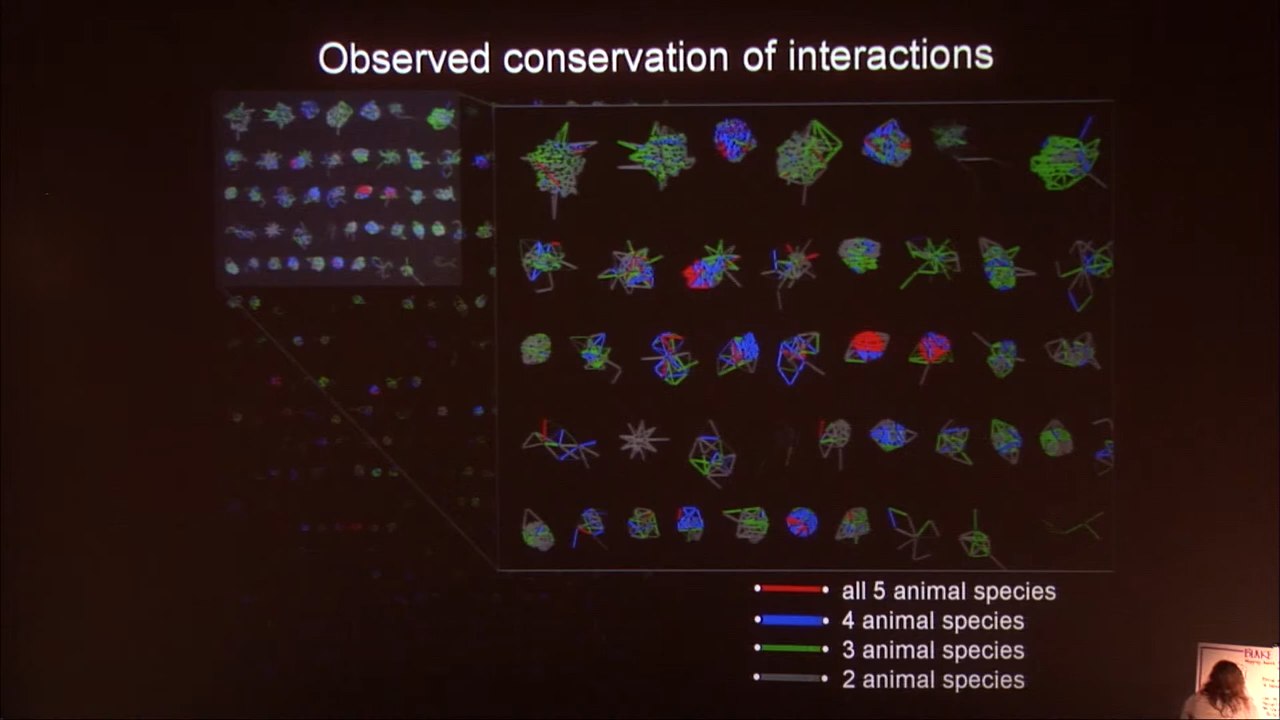 Observed conservation of interactions
all 5 animal species
4 animal species
3 animal species
2 animal species